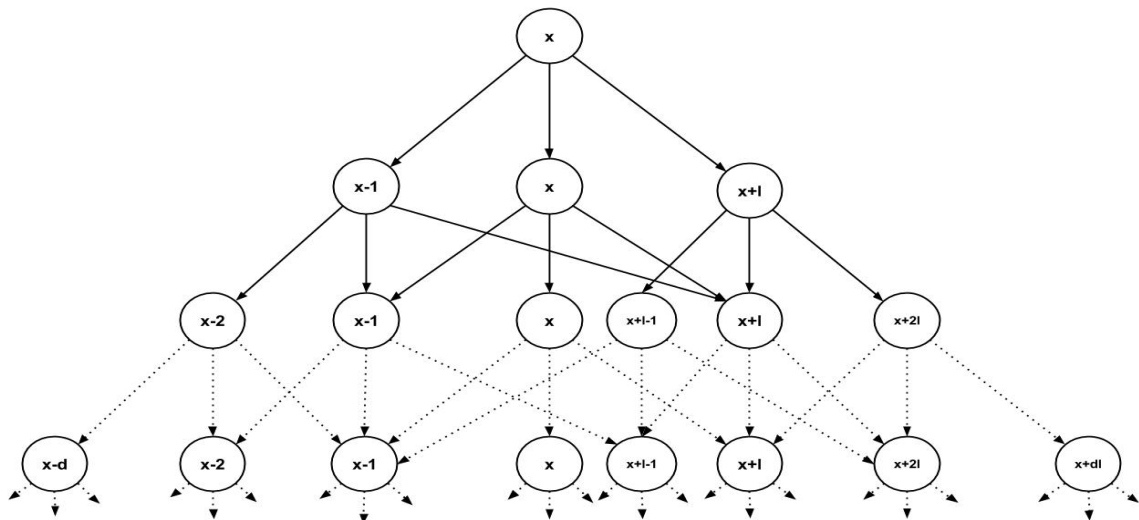 x
x-1 x x+l
x-2 x-1 x x+l-1 x+l x+2l
x-d x-2 x-1 x x+l-1 x+l x+2l x+dl